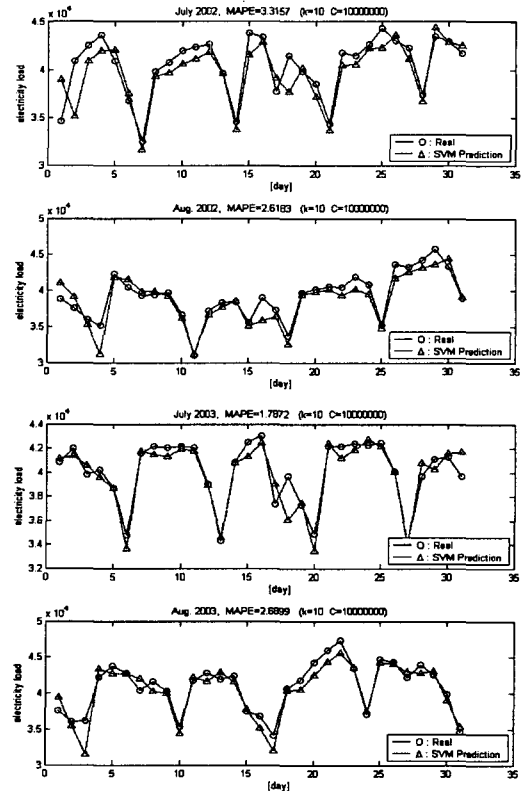 July 2002, MAPE=3.3157 (k=10 C=10000000)
x 10⁴
4.5
4
3.5
3
electricity load
0 5 10 15 20 25 30 35
[day]
O : Real
Δ : SVM Prediction
Aug. 2002, MAPE=2.6183 (k=10 C=10000000)
x 10⁴
5
4.5
4
3.5
3
electricity load
0 5 10 15 20 25 30 35
[day]
O : Real
Δ : SVM Prediction
July 2003, MAPE=1.7872 (k=10 C=10000000)
x 10⁴
4.4
4.2
4
3.8
3.6
3.4
3.2
electricity load
0 5 10 15 20 25 30 35
[day]
O : Real
Δ : SVM Prediction
Aug. 2003, MAPE=2.6899 (k=10 C=10000000)
x 10⁴
5
4.5
4
3.5
3
electricity load
0 5 10 15 20 25 30 35
[day]
O : Real
Δ : SVM Prediction